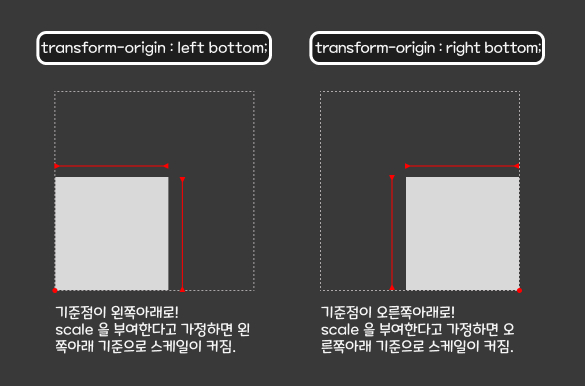 transform-origin : left bottom;
transform-origin : right bottom;
기준점이 왼쪽아래로!
scale 을 부여한다고 가정하면 왼
쪽아래 기준으로 스케일이 커짐.
기준점이 오른쪽아래로!
scale 을 부여한다고 가정하면 오
른쪽아래 기준으로 스케일이 커짐.